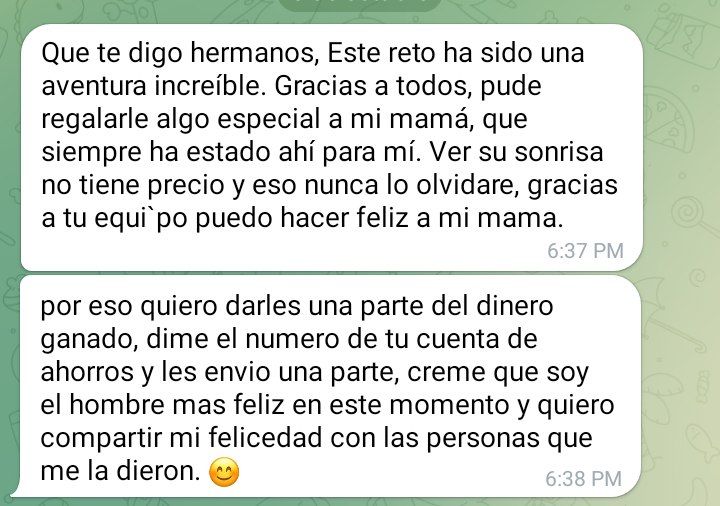 Que te digo hermanos, Este reto ha sido una
aventura increíble. Gracias a todos, pude
regalarle algo especial a mi mamá, que
siempre ha estado ahí para mí. Ver su sonrisa
no tiene precio y eso nunca lo olvidare, gracias
a tu equi`po puedo hacer feliz a mi mama.
6:37 PM
por eso quiero darles una parte del dinero
ganado, dime el numero de tu cuenta de
ahorros y les envio una parte, creme que soy
el hombre mas feliz en este momento y quiero
compartir mi felicedad con las personas que
me la dieron. 😊
6:38 PM